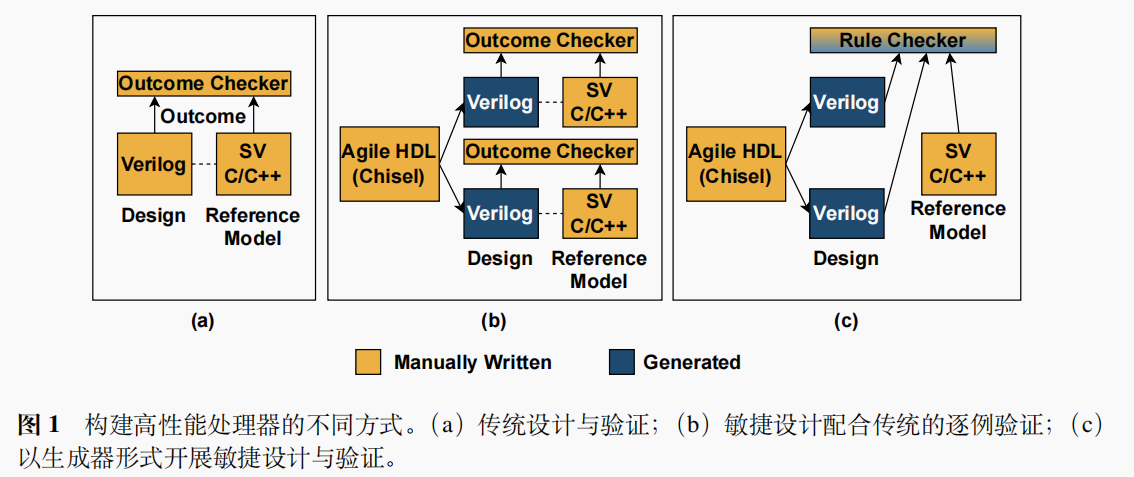 Outcome Checker
Outcome
Verilog
SV
C/C++
Design
Reference
Model
(a)
Outcome Checker
Verilog
SV
C/C++
Agile HDL
(Chisel)
Outcome Checker
Verilog
SV
C/C++
Design
Reference
Model
(b)
Rule Checker
Verilog
Agile HDL
(Chisel)
SV
C/C++
Verilog
Reference
Model
Design
(c)
Manually Written
Generated
图 1 构建高性能处理器的不同方式。（a）传统设计与验证；（b）敏捷设计配合传统的逐例验证；（c）
以生成器形式开展敏捷设计与验证。